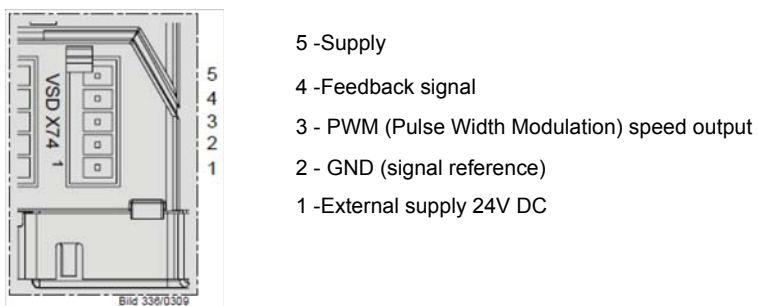 VSD X74 1
5
4
3
2
1
Bild 336/0309
5 -Supply
4 -Feedback signal
3 - PWM (Pulse Width Modulation) speed output
2 - GND (signal reference)
1 -External supply 24V DC